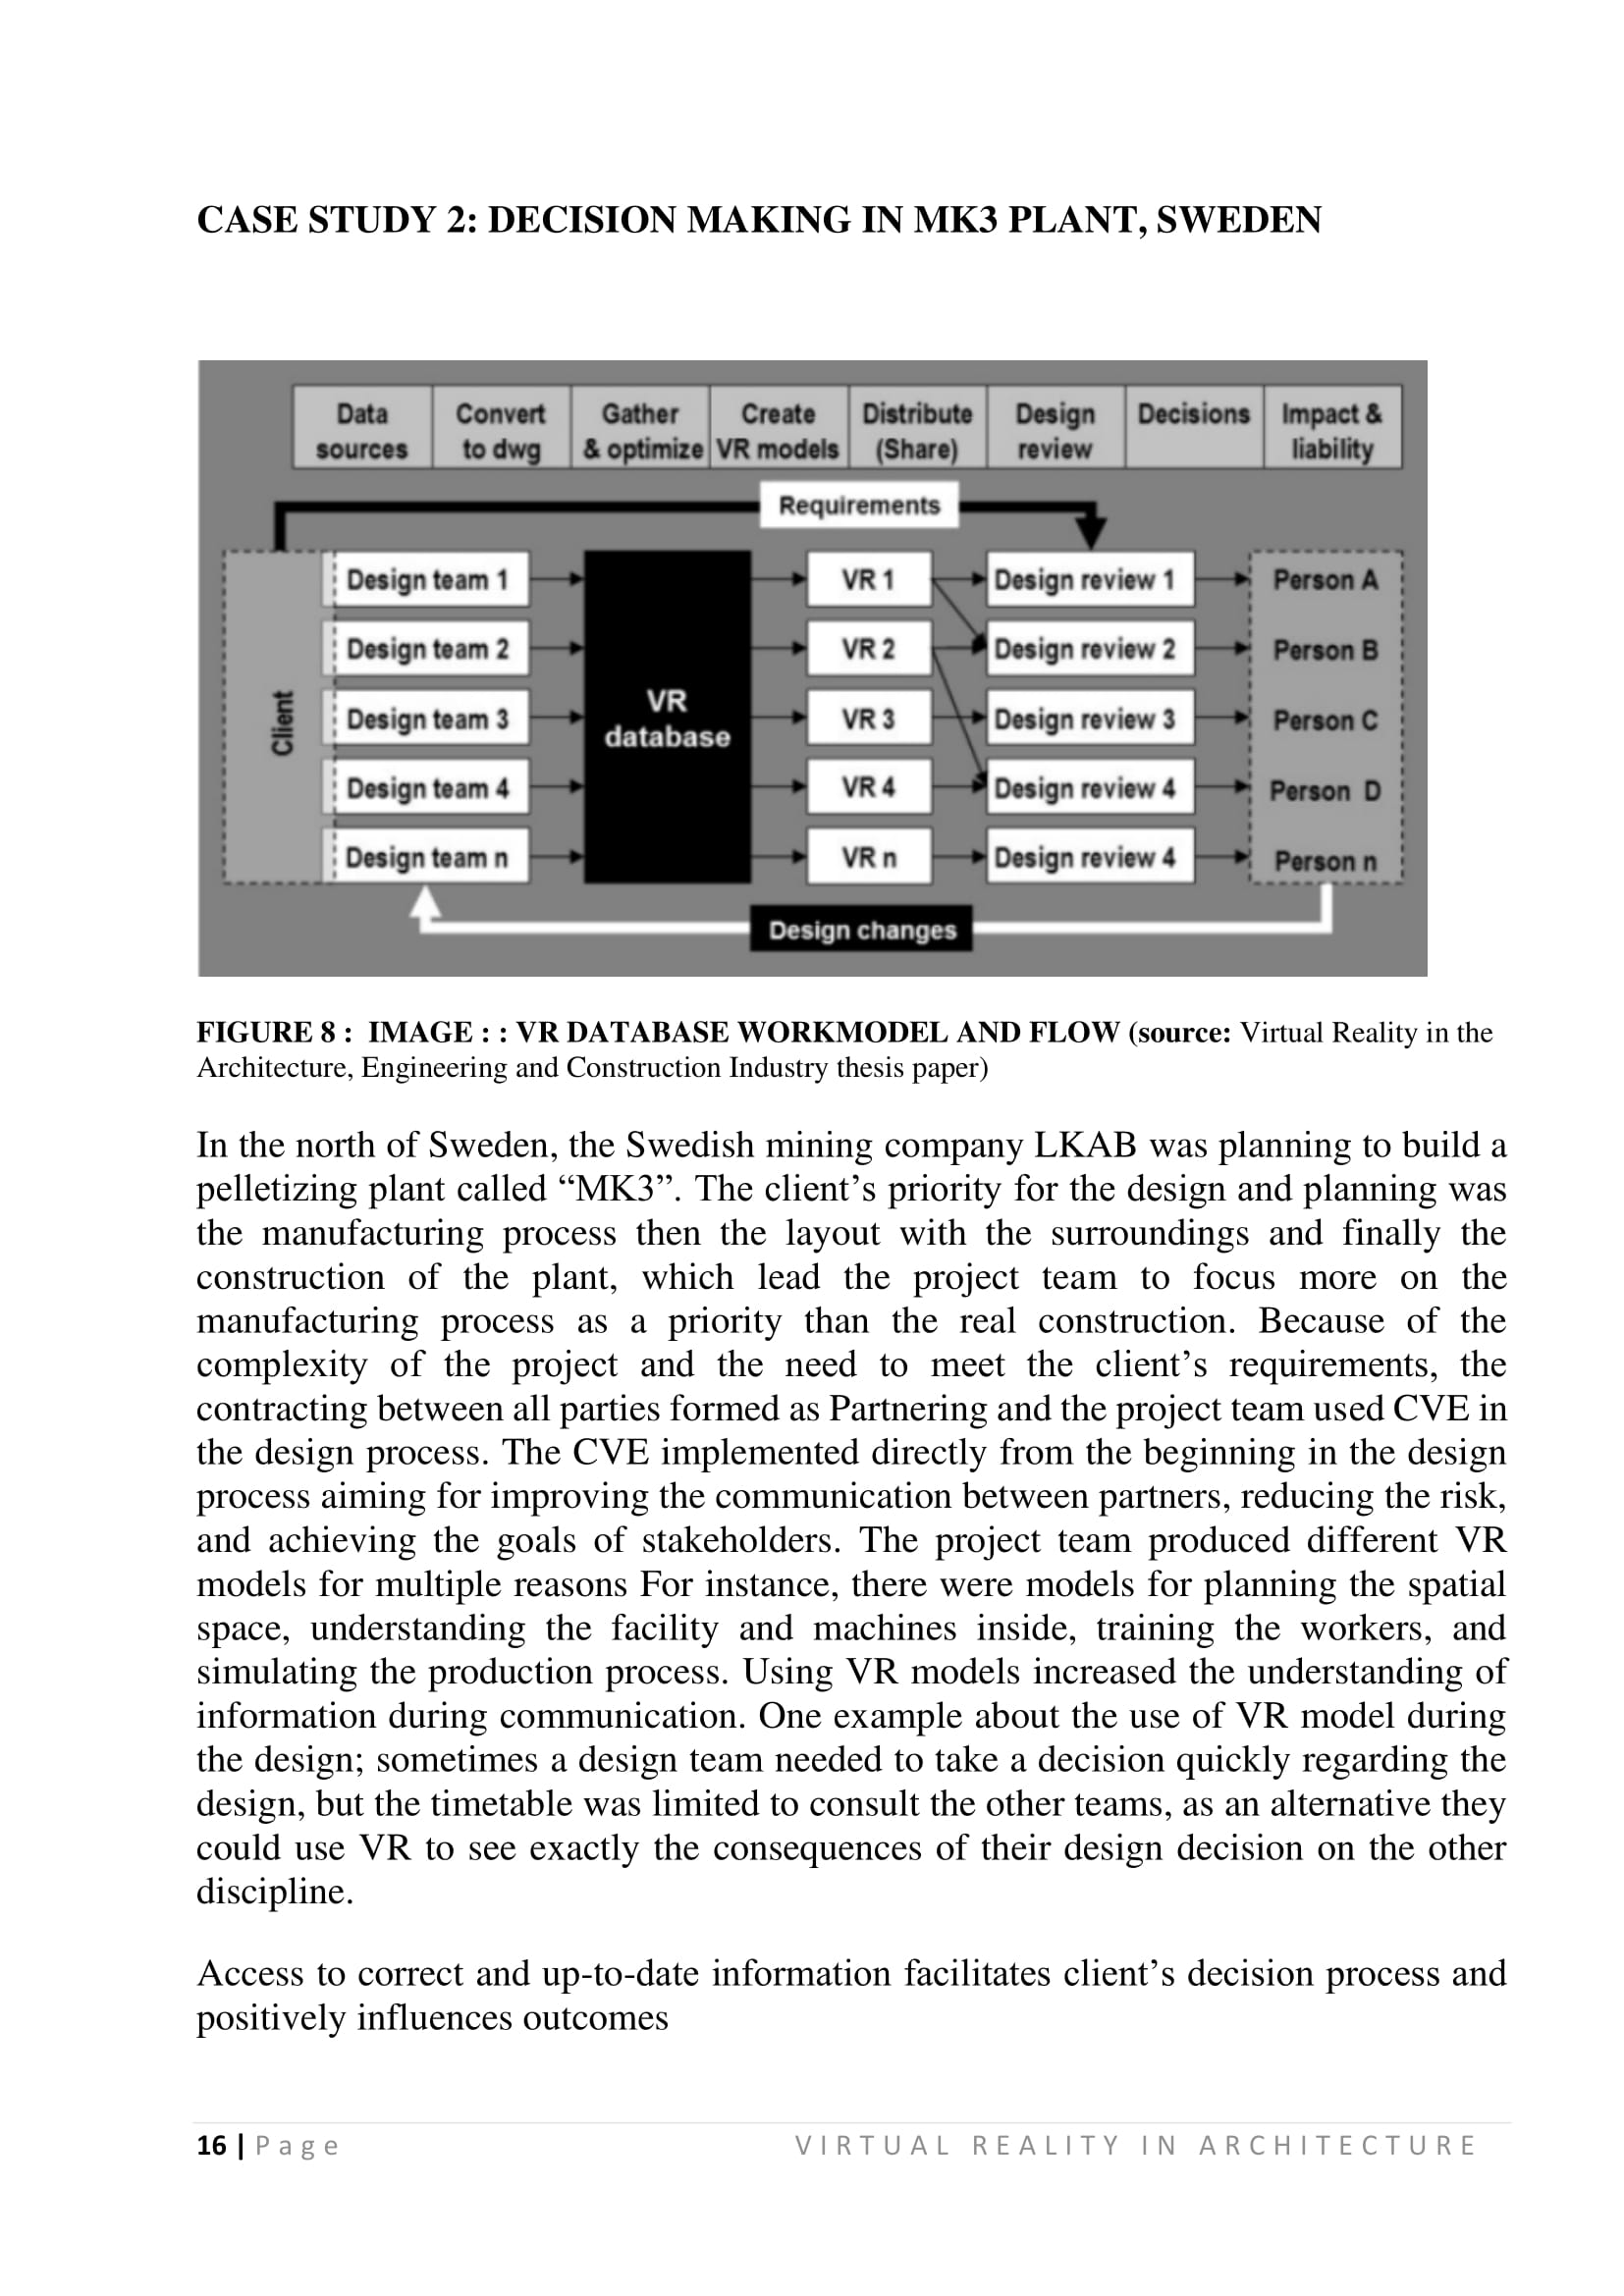 CASE STUDY 2: DECISION MAKING IN MK3 PLANT, SWEDEN
Data sources
Convert to dwg
Gather & optimize
Create VR models
Distribute (Share)
Design review
Decisions
Impact & liability
Requirements
Client
Design team 1
VR 1
Design review 1
Person A
Design team 2
VR 2
Design review 2
Person B
VR database
Design team 3
VR 3
Design review 3
Person C
Design team 4
VR 4
Design review 4
Person D
Design team n
VR n
Design review 4
Person n
Design changes
FIGURE 8 : IMAGE : : VR DATABASE WORKMODEL AND FLOW (source: Virtual Reality in the
Architecture, Engineering and Construction Industry thesis paper)
In the north of Sweden, the Swedish mining company LKAB was planning to build a
pelletizing plant called “MK3”. The client’s priority for the design and planning was
the manufacturing process then the layout with the surroundings and finally the
construction of the plant, which lead the project team to focus more on the
manufacturing process as a priority than the real construction. Because of the
complexity of the project and the need to meet the client’s requirements, the
contracting between all parties formed as Partnering and the project team used CVE in
the design process. The CVE implemented directly from the beginning in the design
process aiming for improving the communication between partners, reducing the risk,
and achieving the goals of stakeholders. The project team produced different VR
models for multiple reasons For instance, there were models for planning the spatial
space, understanding the facility and machines inside, training the workers, and
simulating the production process. Using VR models increased the understanding of
information during communication. One example about the use of VR model during
the design; sometimes a design team needed to take a decision quickly regarding the
design, but the timetable was limited to consult the other teams, as an alternative they
could use VR to see exactly the consequences of their design decision on the other
discipline.
Access to correct and up-to-date information facilitates client’s decision process and
positively influences outcomes
16 | Page
VIRTUAL REALITY IN ARCHITECTURE